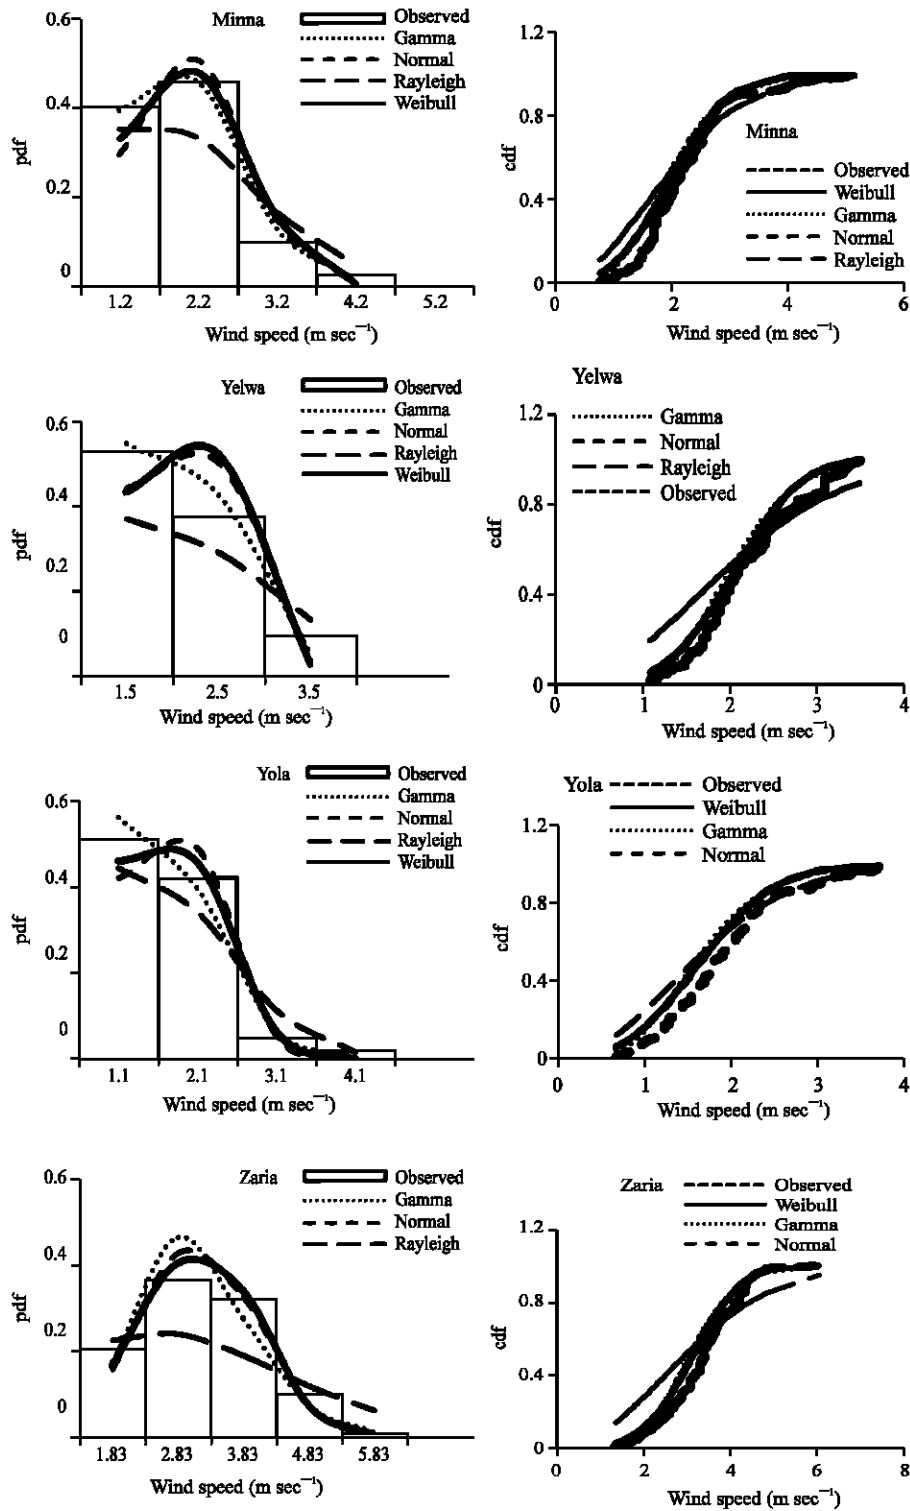 Minna
Observed
Gamma
Normal
Rayleigh
Weibull
0.6
0.4
0.2
0
pdf
1.2 2.2 3.2 4.2 5.2
Wind speed (m sec⁻¹)
1.2
0.8
0.4
0
cdf
Minna
Observed
Weibull
Gamma
Normal
Rayleigh
0 2 4 6
Wind speed (m sec⁻¹)
Yelwa
Observed
Gamma
Normal
Rayleigh
Weibull
0.6
0.4
0.2
0
pdf
1.5 2.5 3.5
Wind speed (m sec⁻¹)
Yelwa
Gamma
Normal
Rayleigh
Observed
1.2
0.8
0.4
0
cdf
0 1 2 3 4
Wind speed (m sec⁻¹)
Yola
Observed
Gamma
Normal
Rayleigh
Weibull
0.6
0.4
0.2
0
pdf
1.1 2.1 3.1 4.1
Wind speed (m sec⁻¹)
Yola
Observed
Weibull
Gamma
Normal
1.2
0.8
0.4
0
cdf
0 1 2 3 4
Wind speed (m sec⁻¹)
Zaria
Observed
Gamma
Normal
Rayleigh
0.6
0.4
0.2
0
pdf
1.83 2.83 3.83 4.83 5.83
Wind speed (m sec⁻¹)
Zaria
Observed
Weibull
Gamma
Normal
1.2
0.8
0.4
0
cdf
0 2 4 6 8
Wind speed (m sec⁻¹)